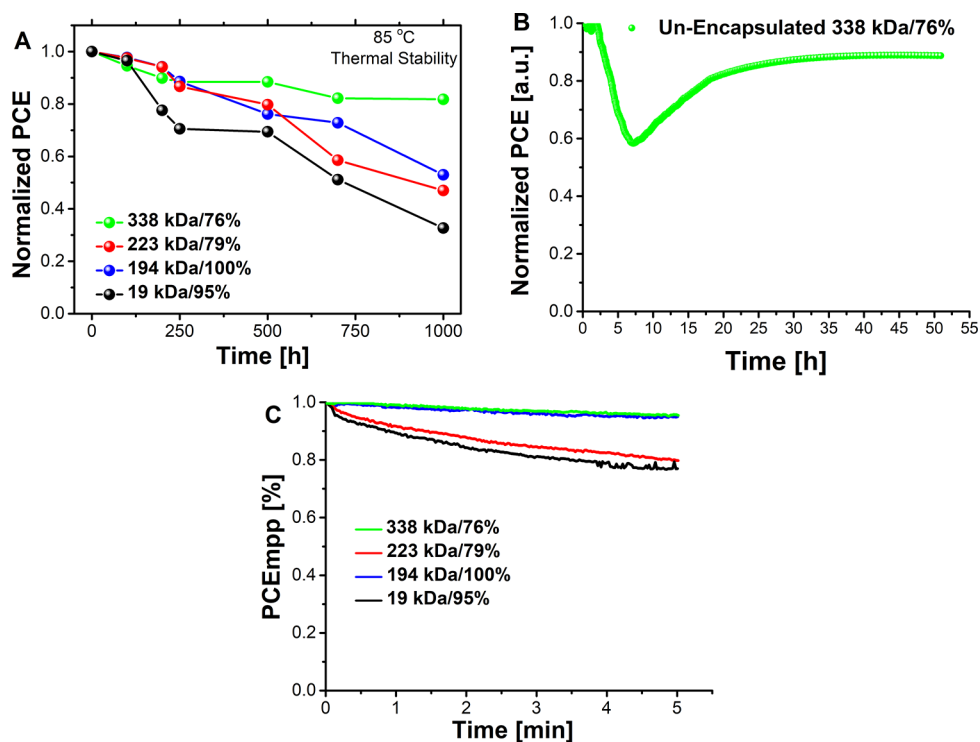 A
85 °C
Thermal Stability
Normalized PCE
1.0
0.8
0.6
0.4
0.2
0.0
338 kDa/76%
223 kDa/79%
194 kDa/100%
19 kDa/95%
0
250
500
750
1000
Time [h]
B
Un-Encapsulated 338 kDa/76%
Normalized PCE [a.u.]
1.0
0.8
0.6
0.4
0.2
0.0
0 5 10 15 20 25 30 35 40 45 50 55
Time [h]
C
PCEmpp [%]
1.0
0.8
0.6
0.4
0.2
0.0
338 kDa/76%
223 kDa/79%
194 kDa/100%
19 kDa/95%
0 1 2 3 4 5
Time [min]